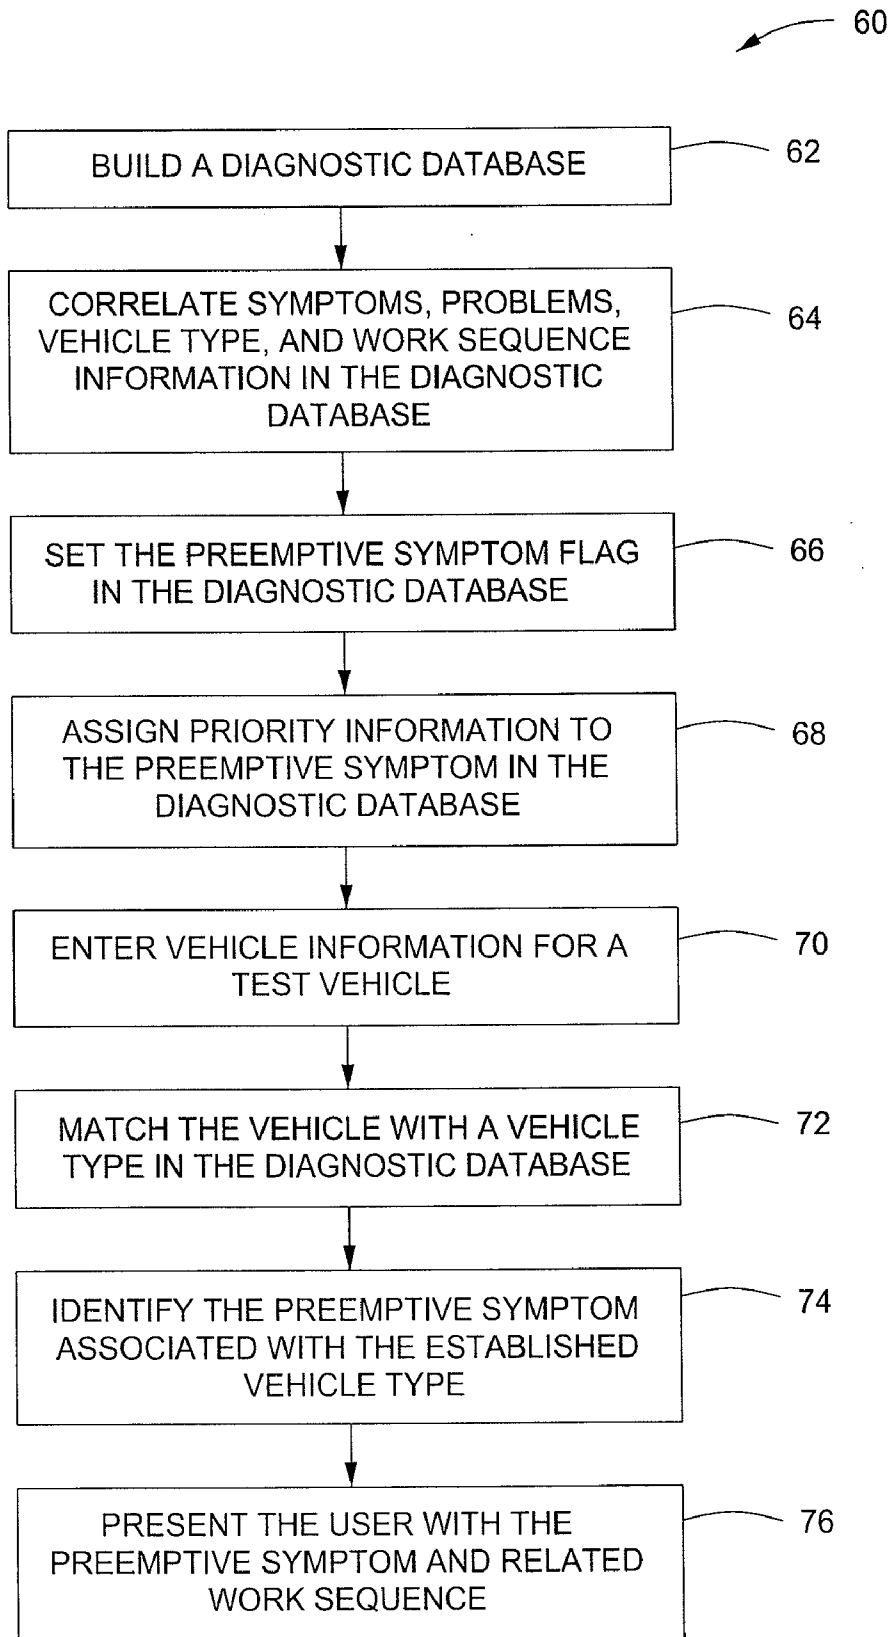 60
BUILD A DIAGNOSTIC DATABASE
62
CORRELATE SYMPTOMS, PROBLEMS,
VEHICLE TYPE, AND WORK SEQUENCE
INFORMATION IN THE DIAGNOSTIC
DATABASE
64
SET THE PREEMPTIVE SYMPTOM FLAG
IN THE DIAGNOSTIC DATABASE
66
ASSIGN PRIORITY INFORMATION TO
THE PREEMPTIVE SYMPTOM IN THE
DIAGNOSTIC DATABASE
68
ENTER VEHICLE INFORMATION FOR A
TEST VEHICLE
70
MATCH THE VEHICLE WITH A VEHICLE
TYPE IN THE DIAGNOSTIC DATABASE
72
IDENTIFY THE PREEMPTIVE SYMPTOM
ASSOCIATED WITH THE ESTABLISHED
VEHICLE TYPE
74
PRESENT THE USER WITH THE
PREEMPTIVE SYMPTOM AND RELATED
WORK SEQUENCE
76